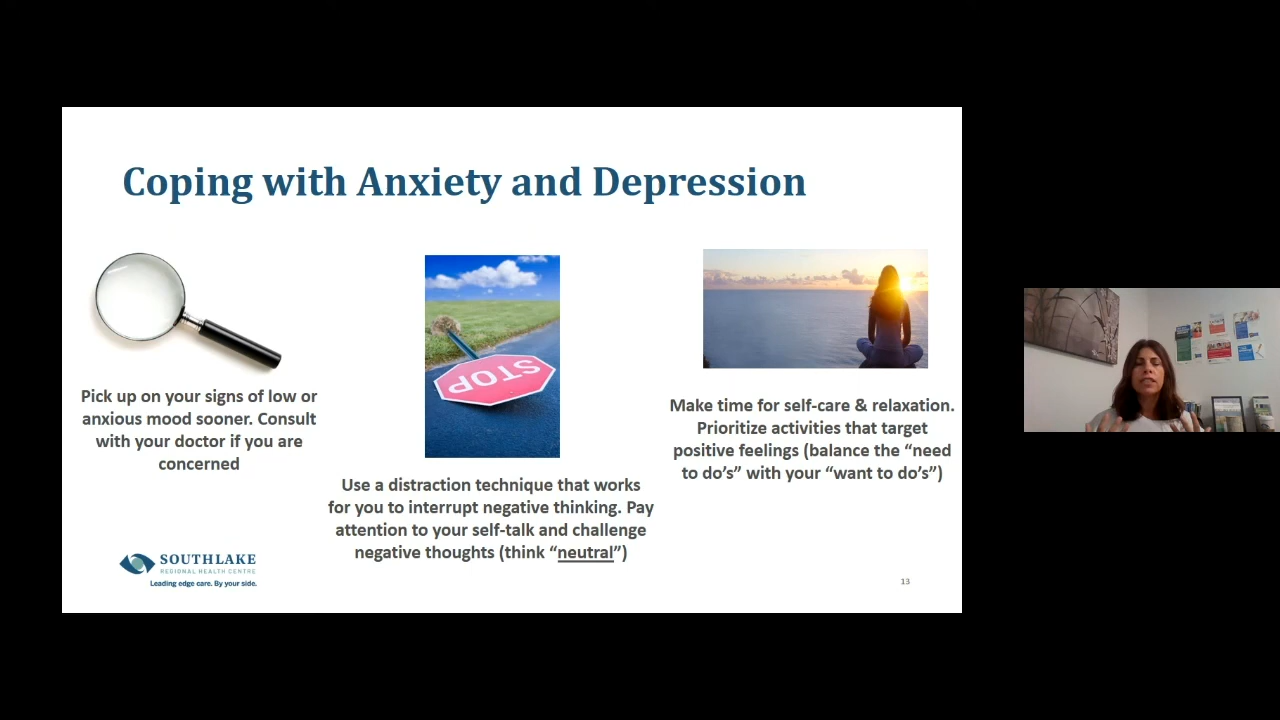 Coping with Anxiety and Depression
Pick up on your signs of low or
anxious mood sooner. Consult
with your doctor if you are
concerned
STOP
Use a distraction technique that works
for you to interrupt negative thinking. Pay
attention to your self-talk and challenge
negative thoughts (think “neutral”)
Make time for self-care & relaxation.
Prioritize activities that target
positive feelings (balance the “need
to do’s” with your “want to do’s”)
SOUTHLAKE
REGIONAL HEALTH CENTRE
Leading edge care. By your side.
13